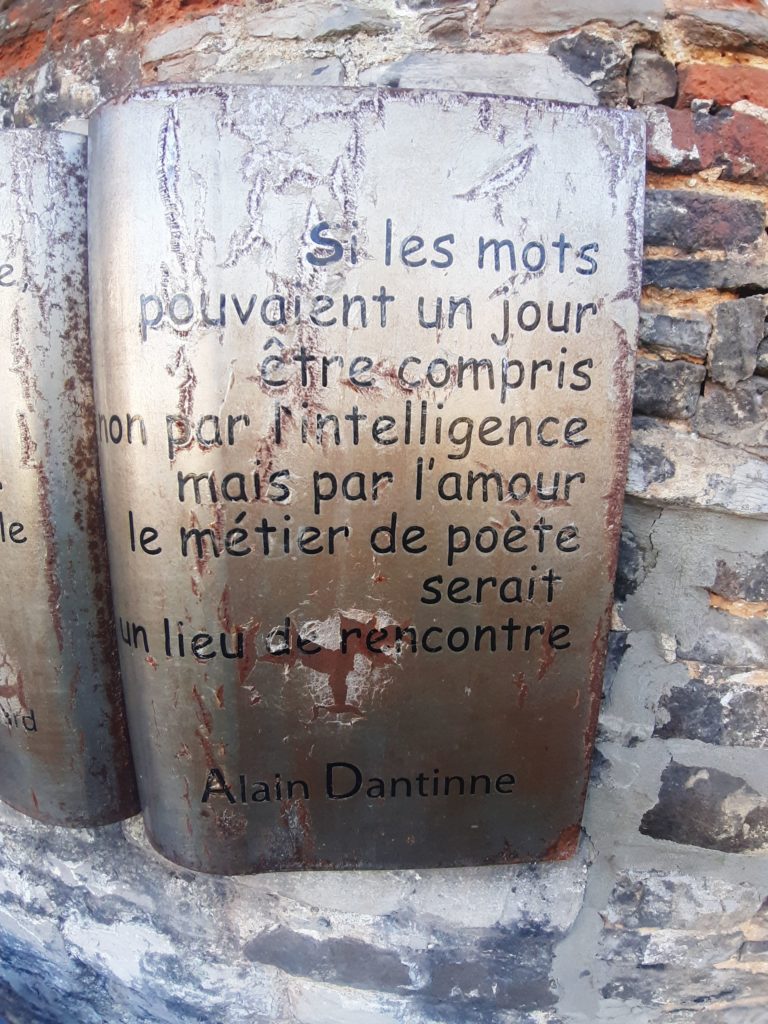 Si les mots
pouvaient un jour
être compris
non par l'intelligence
mais par l'amour
le métier de poète
serait
un lieu de rencontre
Alain Dantinne